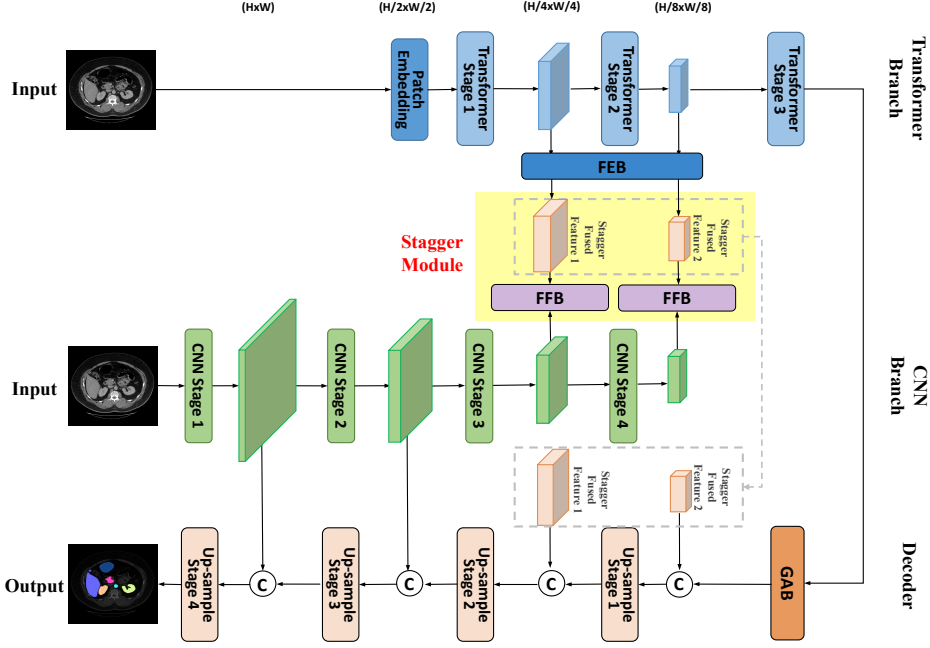 (HxW)
(H/2xW/2)
(H/4xW/4)
(H/8xW/8)
Input
Patch
Embedding
Transformer
Stage 1
Transformer
Stage 2
Transformer
Stage 3
Transformer
Branch
FEB
Stagger
Module
Stagger
Fused
Feature 1
Stagger
Fused
Feature 2
FFB
FFB
Input
CNN Stage 1
CNN Stage 2
CNN Stage 3
CNN Stage 4
CNN
Branch
Stagger
Fused
Feature 1
Stagger
Fused
Feature 2
Output
Up-sample
Stage 4
C
Up-sample
Stage 3
C
Up-sample
Stage 2
C
Up-sample
Stage 1
C
GAB
Decoder